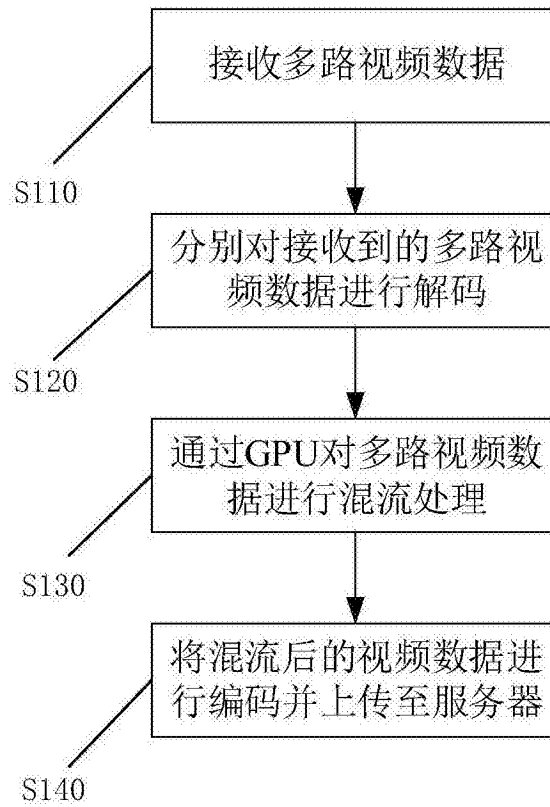 接收多路视频数据
S110
分别对接收到的多路视
频数据进行解码
S120
通过GPU对多路视频数
据进行混流处理
S130
将混流后的视频数据进
行编码并上传至服务器
S140